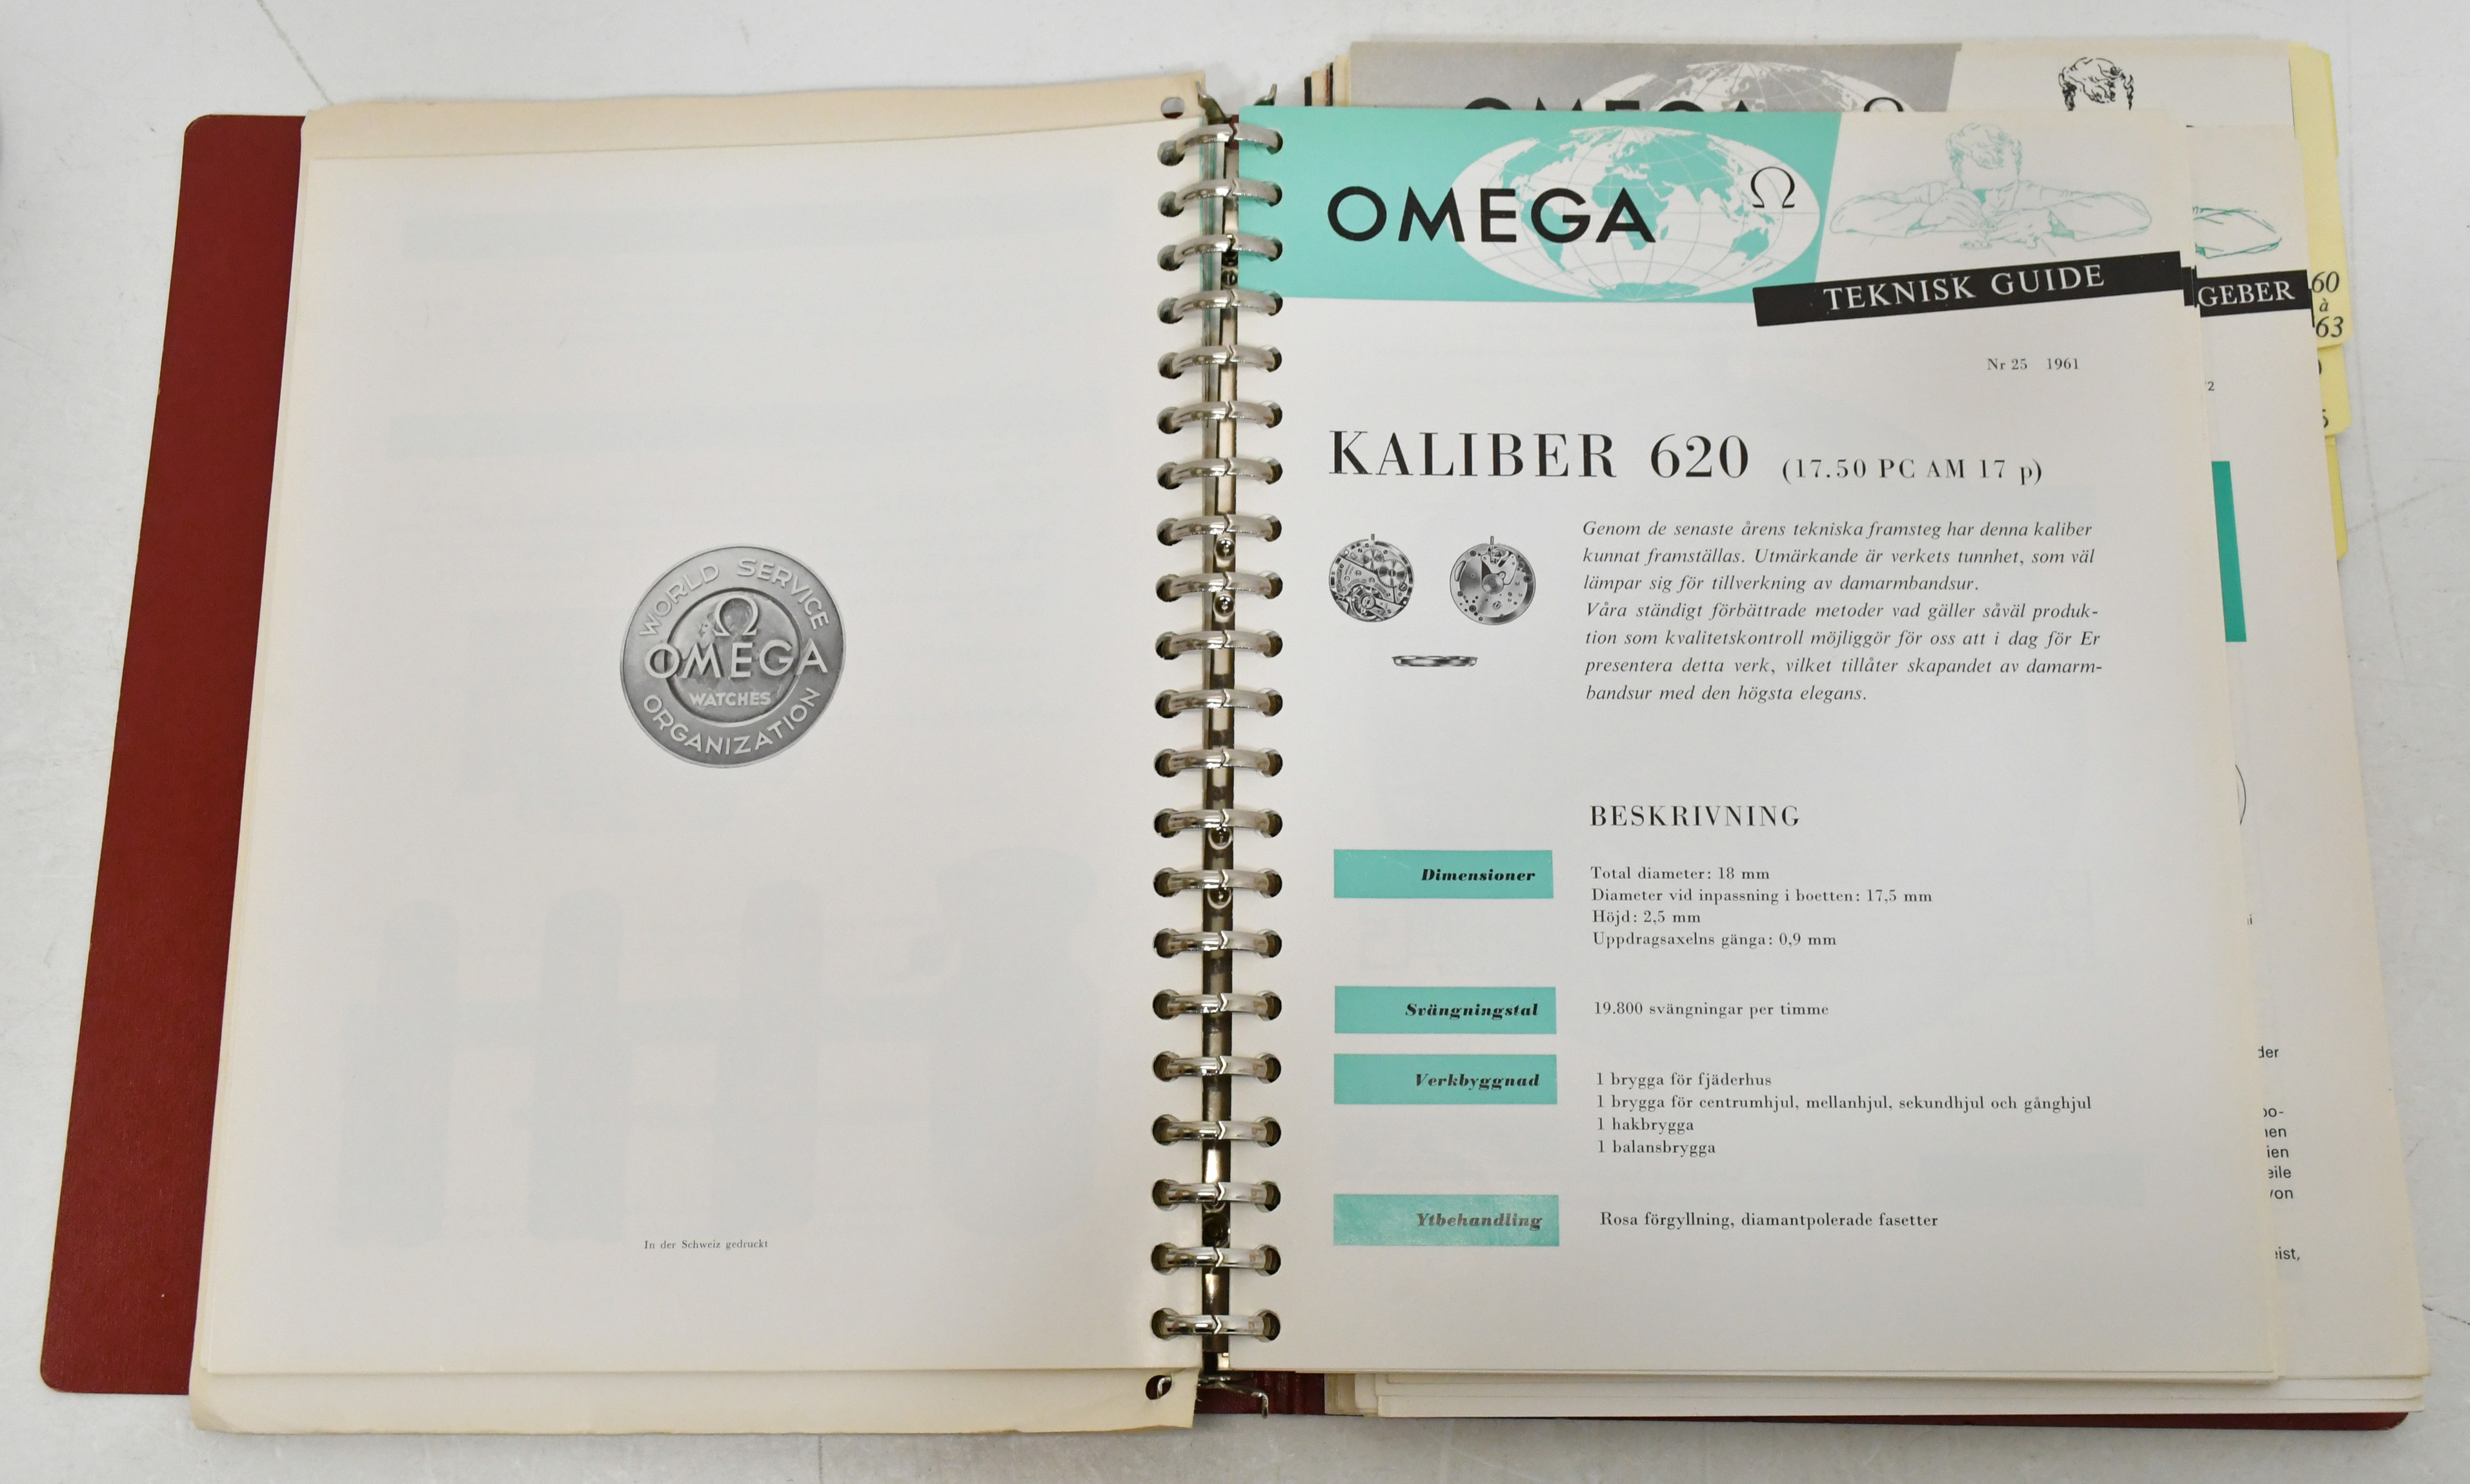 WORLD SERVICE
Ω
OMEGA
WATCHES
ORGANIZATION
In der Schweiz gedruckt
OMEGA Ω
TEKNISK GUIDE
Nr 25 1961
KALIBER 620 (17.50 PC AM 17 p)
Genom de senaste årens tekniska framsteg har denna kaliber
kunnat framställas. Utmärkande är verkets tunnhet, som väl
lämpar sig för tillverkning av damarmbandsur.
Våra ständigt förbättrade metoder vad gäller såväl produk-
tion som kvalitetskontroll möjliggör för oss att i dag för Er
presentera detta verk, vilket tillåter skapandet av damarm-
bandsur med den högsta elegans.
BESKRIVNING
Dimensioner
Total diameter: 18 mm
Diameter vid inpassning i boetten: 17,5 mm
Höjd: 2,5 mm
Uppdragsaxelns gänga: 0,9 mm
Svängningstal
19.800 svängningar per timme
Verkbyggnad
1 brygga för fjäderhus
1 brygga för centrumhjul, mellanhjul, sekundhjul och gånghjul
1 hakbrygga
1 balansbrygga
Ytbehandling
Rosa förgyllning, diamantpolerade fasetter
OMEGA
GEBER
60
à
63
der
eile
von
eist,